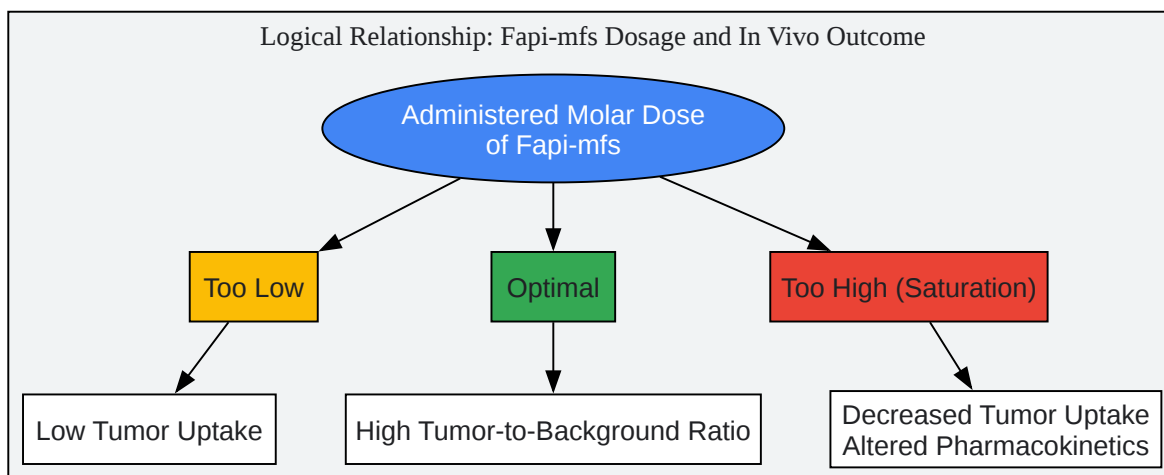 Logical Relationship: Fapi-mfs Dosage and In Vivo Outcome
Administered Molar Dose
of Fapi-mfs
Too Low
Optimal
Too High (Saturation)
Low Tumor Uptake
High Tumor-to-Background Ratio
Decreased Tumor Uptake
Altered Pharmacokinetics